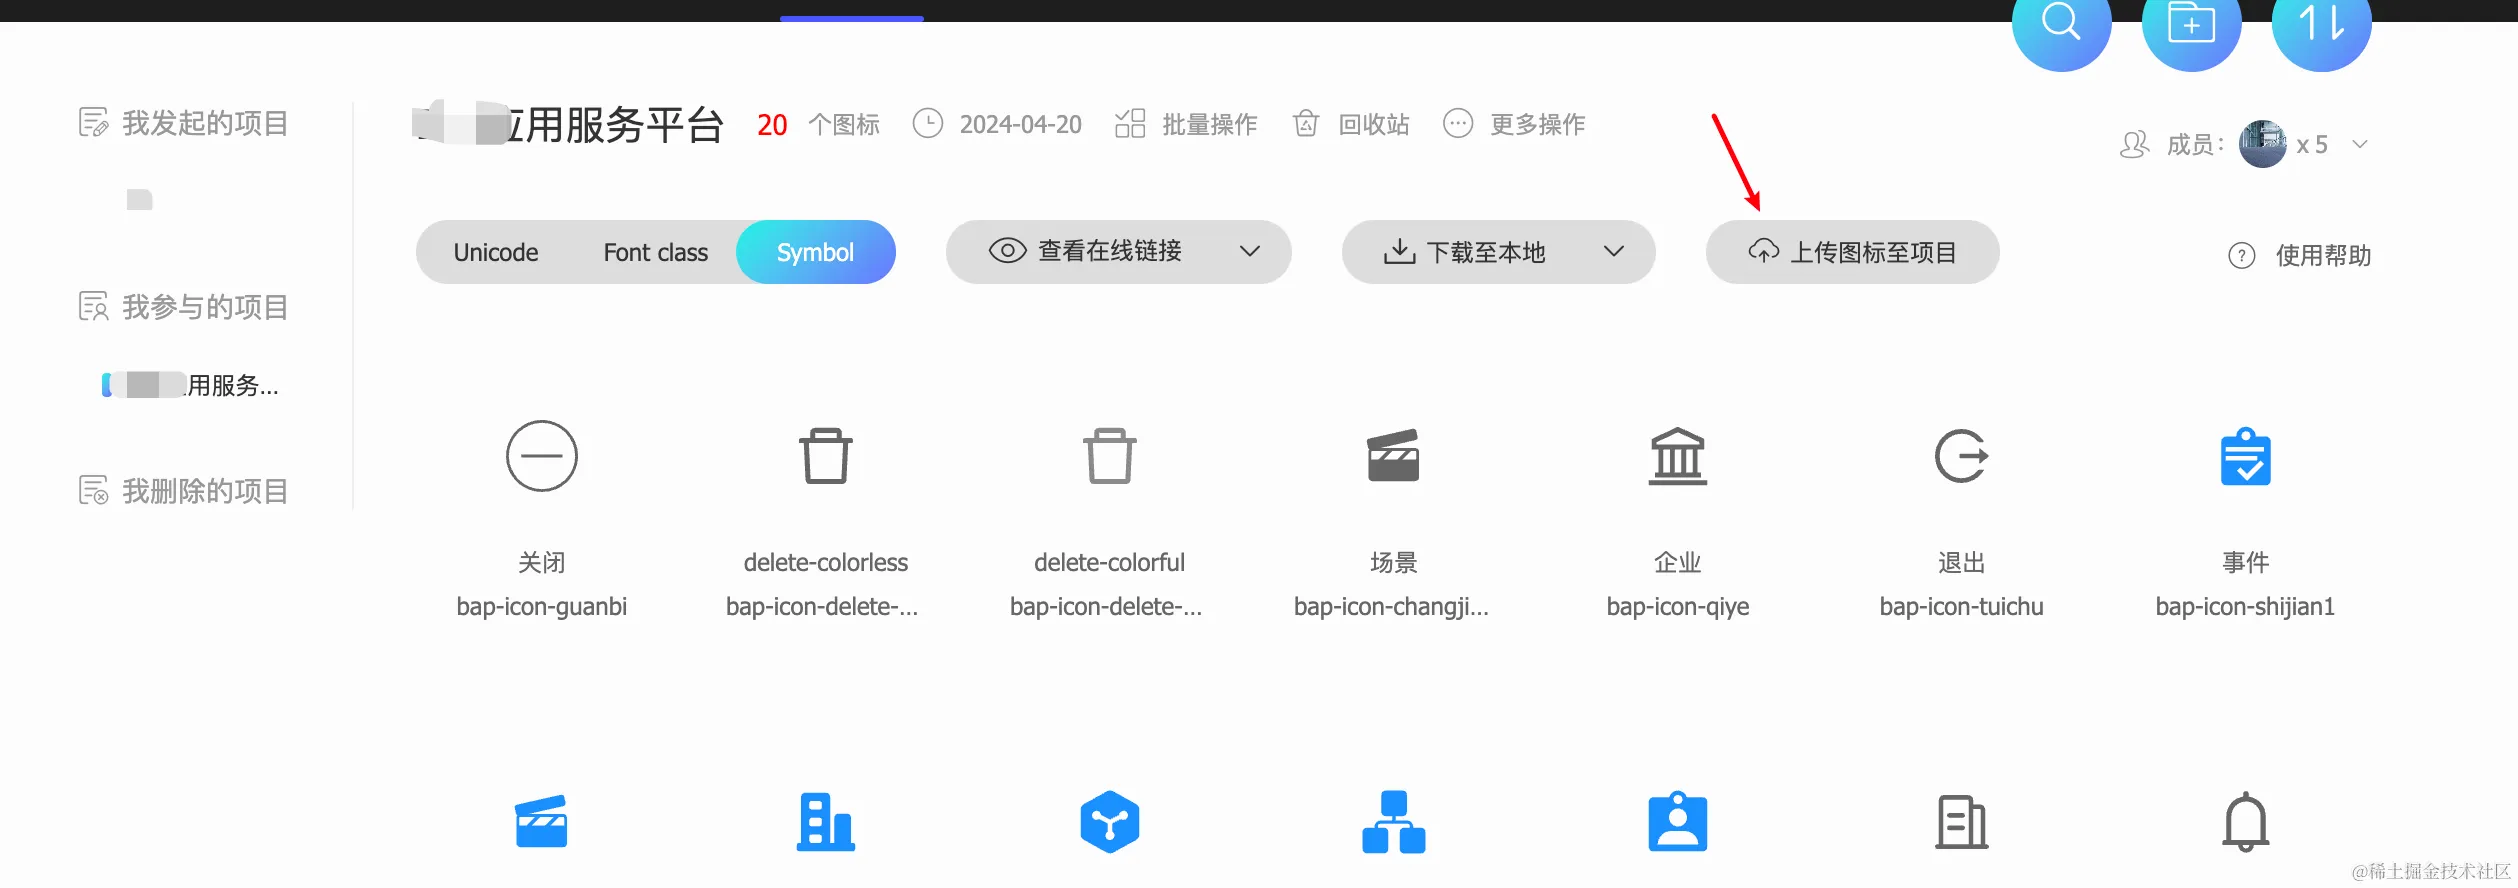 我发起的项目
应用服务平台 20 个图标 2024-04-20 批量操作 回收站 更多操作
成员： x 5
Unicode Font class Symbol 查看在线链接 下载至本地 上传图标至项目
使用帮助
我参与的项目
用服务...
我删除的项目
关闭 delete-colorless delete-colorful 场景 企业 退出 事件
bap-icon-guanbi bap-icon-delete-... bap-icon-delete-... bap-icon-changji... bap-icon-qiye bap-icon-tuichu bap-icon-shijian1
@稀土掘金技术社区